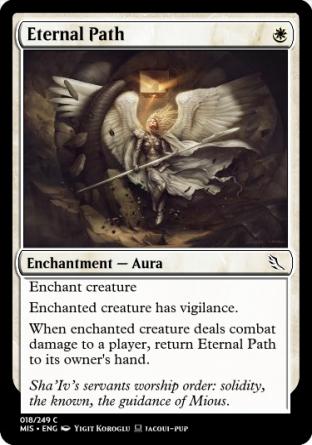 Eternal Path
Enchantment — Aura
Enchant creature
Enchanted creature has vigilance.
When enchanted creature deals combat
damage to a player, return Eternal Path
to its owner's hand.
Sha'Iv's servants worship order: solidity,
the known, the guidance of Mious.
018/249 C
MIS • ENG Yigit Koroglu jacoui-pup